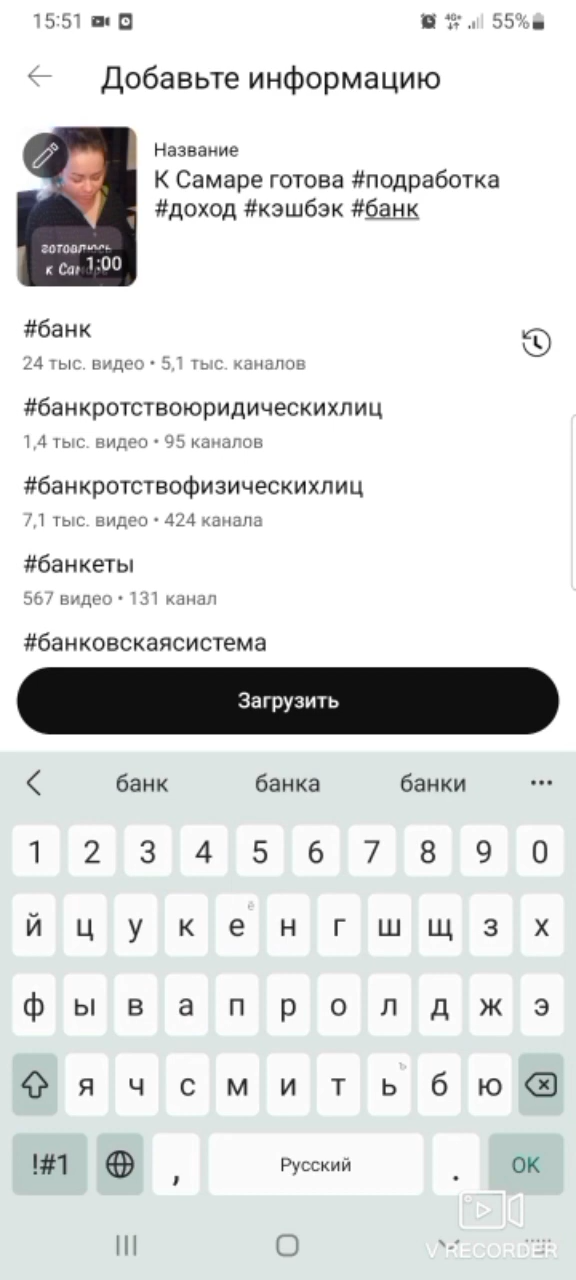 15:51 4G+ 55%
Добавьте информацию
Название
К Самаре готова #подработка
#доход #кэшбэк #банк
готовлюсь
к Сам
1:00
#банк
24 тыс. видео • 5,1 тыс. каналов
#банкротствоюридическихлиц
1,4 тыс. видео • 95 каналов
#банкротствофизическихлиц
7,1 тыс. видео • 424 канала
#банкеты
567 видео • 131 канал
#банковскаясистема
Загрузить
банк банка банки ...
1 2 3 4 5 6 7 8 9 0
й ц у к е ё н г ш щ з х
ф ы в а п р о л д ж э
я ч с м и т ь ъ б ю
!#1 , Русский . OK
V RECORDER